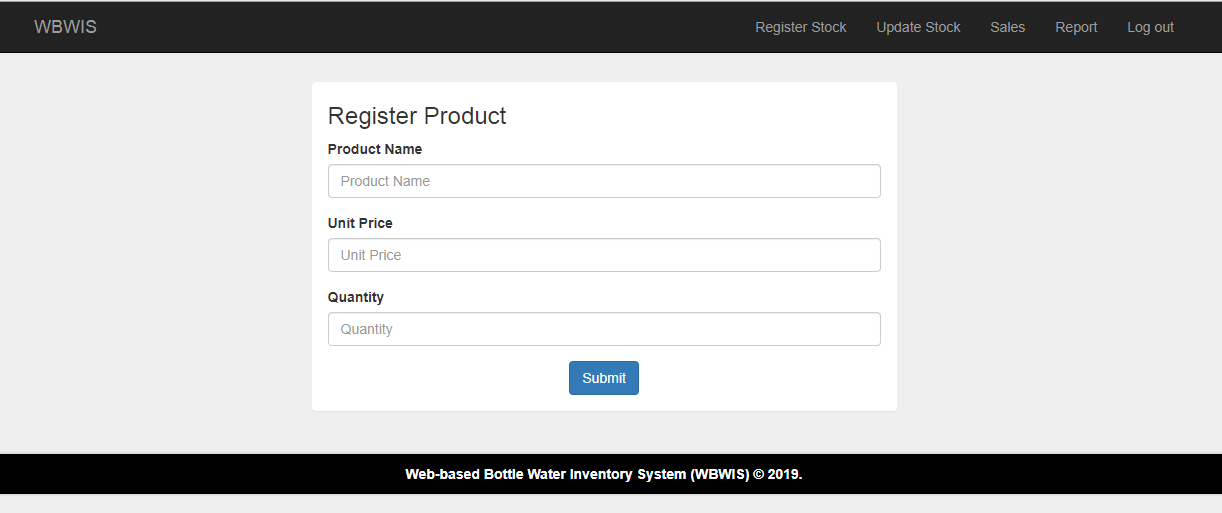 WBWIS Register Stock Update Stock Sales Report Log out
Register Product
Product Name
Product Name
Unit Price
Unit Price
Quantity
Quantity
Submit
Web-based Bottle Water Inventory System (WBWIS) © 2019.